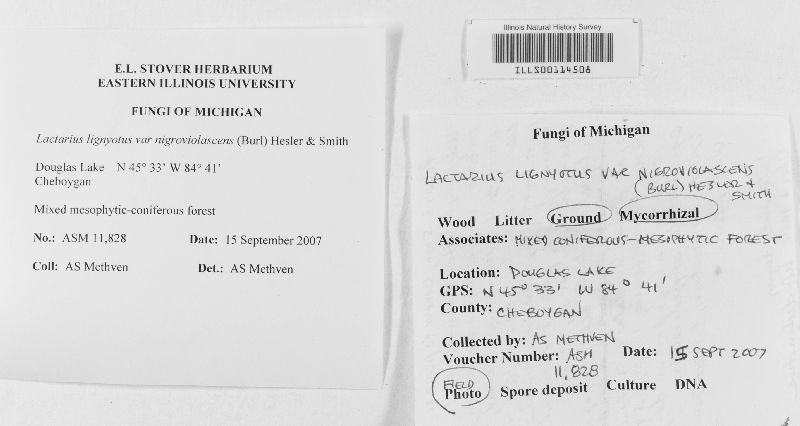 Illinois Natural History Survey
ILLS00114506
E.L. STOVER HERBARIUM
EASTERN ILLINOIS UNIVERSITY
FUNGI OF MICHIGAN
Lactarius lignyotus var nigroviolascens (Burl) Hesler & Smith
Douglas Lake N 45° 33' W 84° 41'
Cheboygan
Mixed mesophytic-coniferous forest
No.: ASM 11,828 Date: 15 September 2007
Coll: AS Methven Det.: AS Methven
Fungi of Michigan
LACTARIUS LIGNYOTUS VAR NIGROVIOLASCENS
(BURL) HESLER &
SMITH
Wood Litter Ground Mycorrhizal
Associates: MIXED CONIFEROUS-MESOPHYTIC FOREST
Location: DOUGLAS LAKE
GPS: N 45° 33' W 84° 41'
County: CHEBOYGAN
Collected by: AS METHVEN
Voucher Number: ASM Date: 15 SEPT 2007
11,828
FIELD
Photo Spore deposit Culture DNA